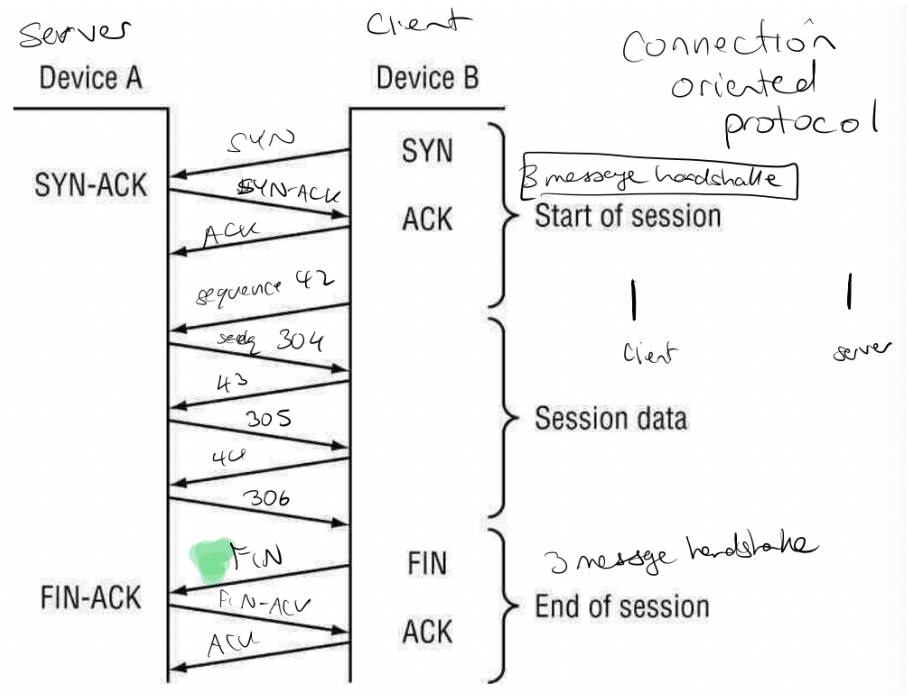 Server
Client
Connection
oriented
protocol
Device A
Device B
SYN
SYN
SYN-ACK
SYN-ACK
3 message handshake
ACK
ACK
Start of session
sequence 42
seq 304
Client
server
43
305
Session data
44
306
FIN
FIN
3 message handshake
FIN-ACK
FIN-ACK
End of session
ACK
ACK